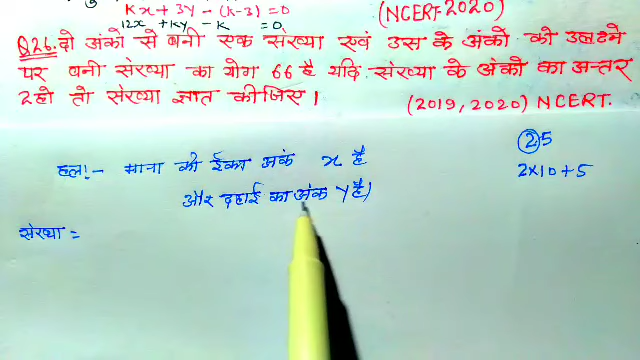 Kx + 3y - (k-3) = 0
12x + ky - k = 0
(NCERT-2020)
Q26. दो अंको से बनी एक संख्या एवं उस के अंको को उलटने
पर बनी संख्या का योग 66 है यदि संख्या के अंको का अन्तर
2 हो तो संख्या ज्ञात कीजिए।
(2019, 2020) NCERT.
25
2×10+5
हल!- माना की ईका अकं x है
और दहाई का अंक y है।
संख्या =